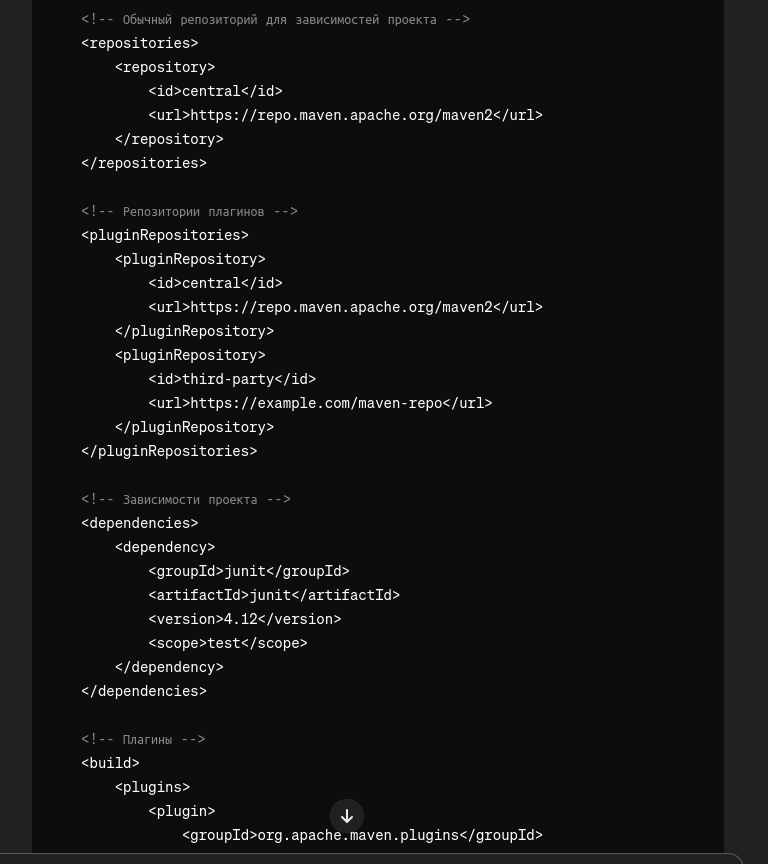 <!-- Обычный репозиторий для зависимостей проекта -->
<repositories>
    <repository>
        <id>central</id>
        <url>https://repo.maven.apache.org/maven2</url>
    </repository>
</repositories>

<!-- Репозитории плагинов -->
<pluginRepositories>
    <pluginRepository>
        <id>central</id>
        <url>https://repo.maven.apache.org/maven2</url>
    </pluginRepository>
    <pluginRepository>
        <id>third-party</id>
        <url>https://example.com/maven-repo</url>
    </pluginRepository>
</pluginRepositories>

<!-- Зависимости проекта -->
<dependencies>
    <dependency>
        <groupId>junit</groupId>
        <artifactId>junit</artifactId>
        <version>4.12</version>
        <scope>test</scope>
    </dependency>
</dependencies>

<!-- Плагины -->
<build>
    <plugins>
        <plugin>
            <groupId>org.apache.maven.plugins</groupId>